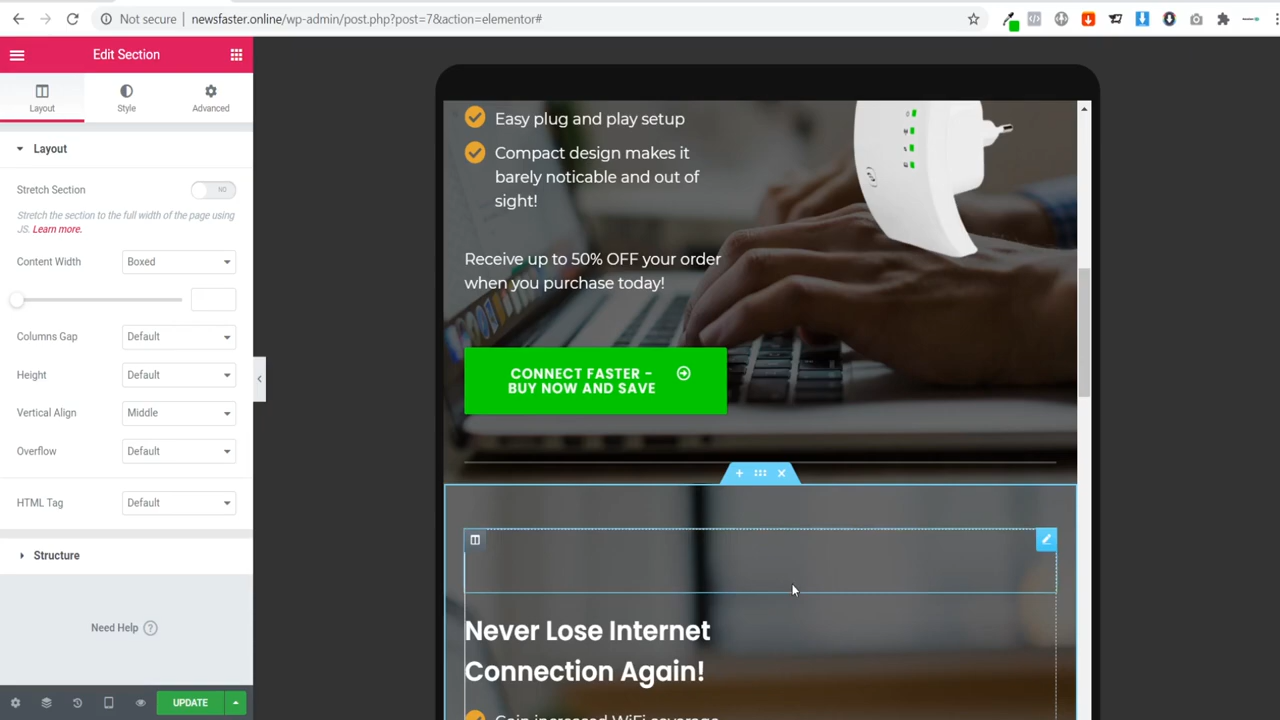 Not secure | newsfaster.online/wp-admin/post.php?post=7&action=elementor#
Edit Section
Layout
Style
Advanced
Layout
Stretch Section
NO
Stretch the section to the full width of the page using
JS. Learn more.
Content Width
Boxed
Columns Gap
Default
Height
Default
Vertical Align
Middle
Overflow
Default
HTML Tag
Default
Structure
Need Help
UPDATE
Easy plug and play setup
Compact design makes it
barely noticable and out of
sight!
Receive up to 50% OFF your order
when you purchase today!
CONNECT FASTER -
BUY NOW AND SAVE
Never Lose Internet
Connection Again!
Gain increased WiFi coverage